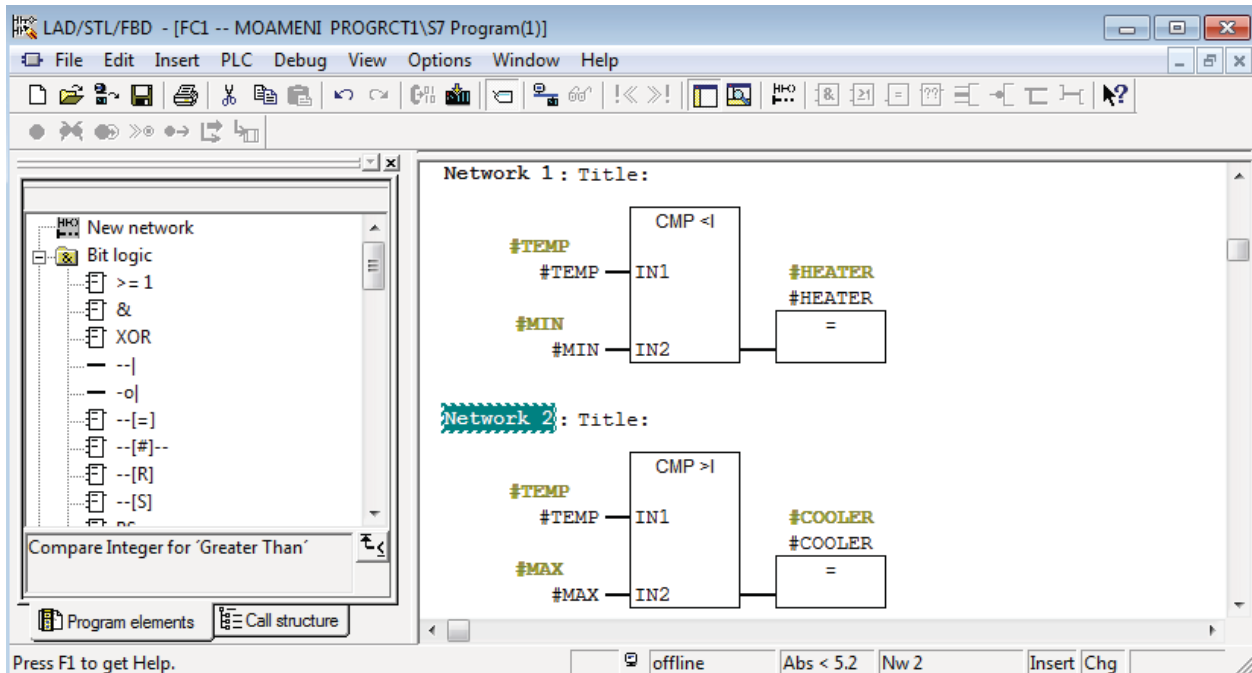 LAD/STL/FBD - [FC1 -- MOAMENI PROGRCT1\S7 Program(1)]
File Edit Insert PLC Debug View Options Window Help
New network
Bit logic
>=1
&
XOR
--|
-o|
--[=]
--[#]--
--[R]
--[S]
Compare Integer for ´Greater Than´
Program elements
Call structure
Network 1 : Title:
CMP <I
#TEMP
#TEMP
IN1
#HEATER
#HEATER
#MIN
=
#MIN
IN2
Network 2 : Title:
CMP >I
#TEMP
#TEMP
IN1
#COOLER
#COOLER
#MAX
=
#MAX
IN2
Press F1 to get Help.
offline
Abs < 5.2
Nw 2
Insert
Chg